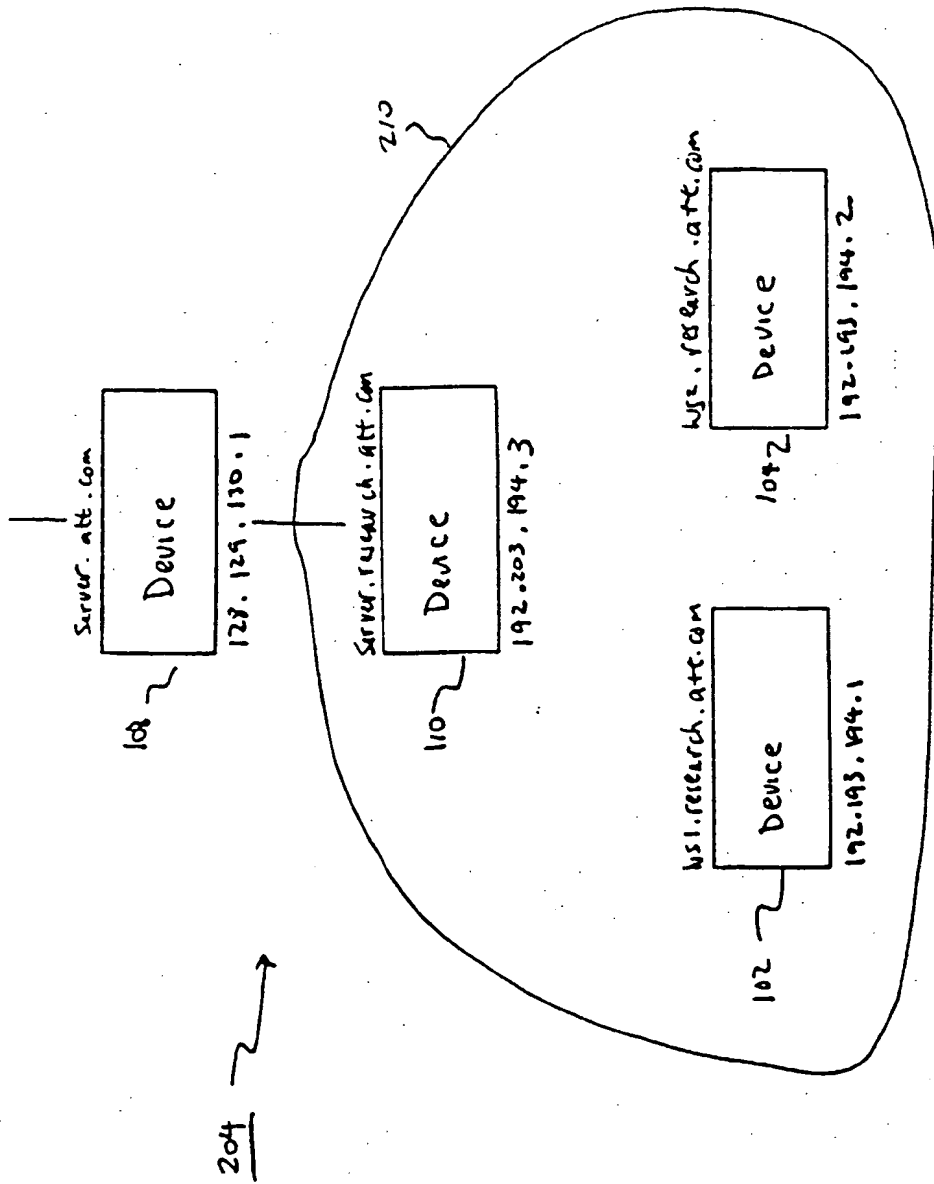 204
Server.att.com
Device
128.129.130.1
108
210
Server.research.att.com
Device
192.203.194.3
110
ws1.research.att.com
Device
192.193.194.1
102
ws2.research.att.com
Device
192.193.194.2
104